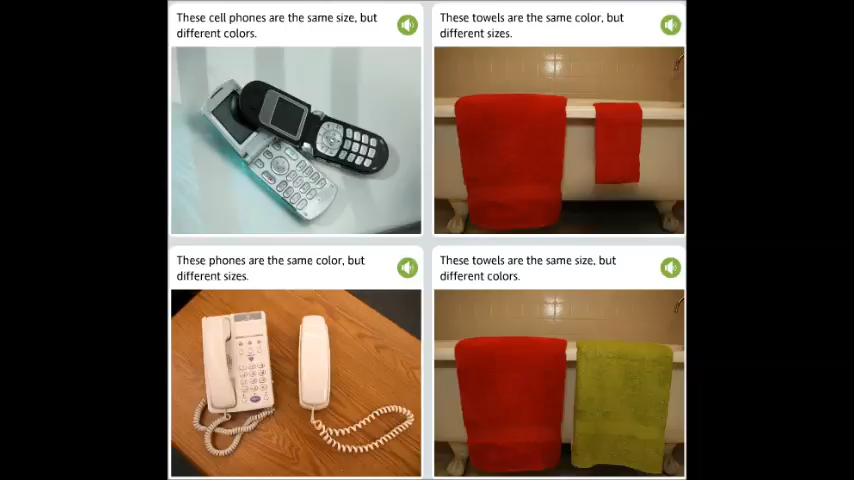 These cell phones are the same size, but
different colors.
These towels are the same color, but
different sizes.
These phones are the same color, but
different sizes.
These towels are the same size, but
different colors.